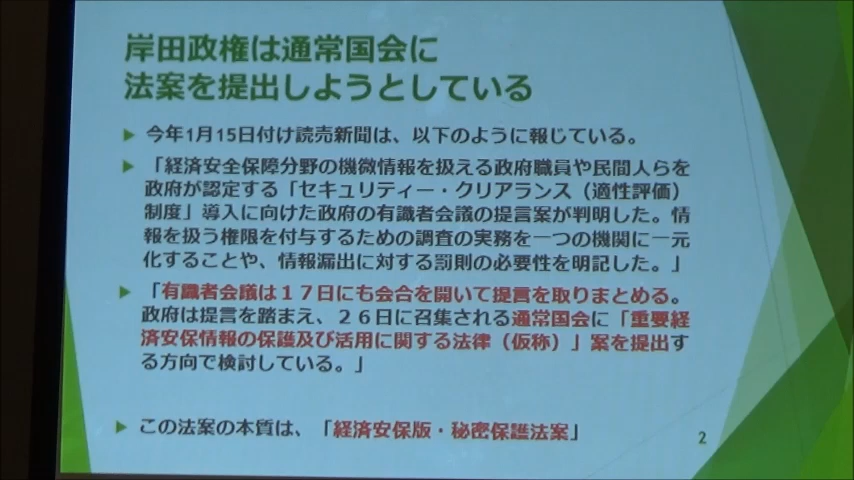 岸田政権は通常国会に
法案を提出しようとしている
▶ 今年1月15日付け読売新聞は、以下のように報じている。
▶ 「経済安全保障分野の機微情報を扱える政府職員や民間人らを
政府が認定する「セキュリティー・クリアランス（適性評価）
制度」導入に向けた政府の有識者会議の提言案が判明した。情
報を扱う権限を付与するための調査の実務を一つの機関に一元
化することや、情報漏出に対する罰則の必要性を明記した。」
▶ 「有識者会議は１７日にも会合を開いて提言を取りまとめる。
政府は提言を踏まえ、２６日に召集される通常国会に「重要経
済安保情報の保護及び活用に関する法律（仮称）」案を提出す
る方向で検討している。」
▶ この法案の本質は、「経済安保版・秘密保護法案」
2